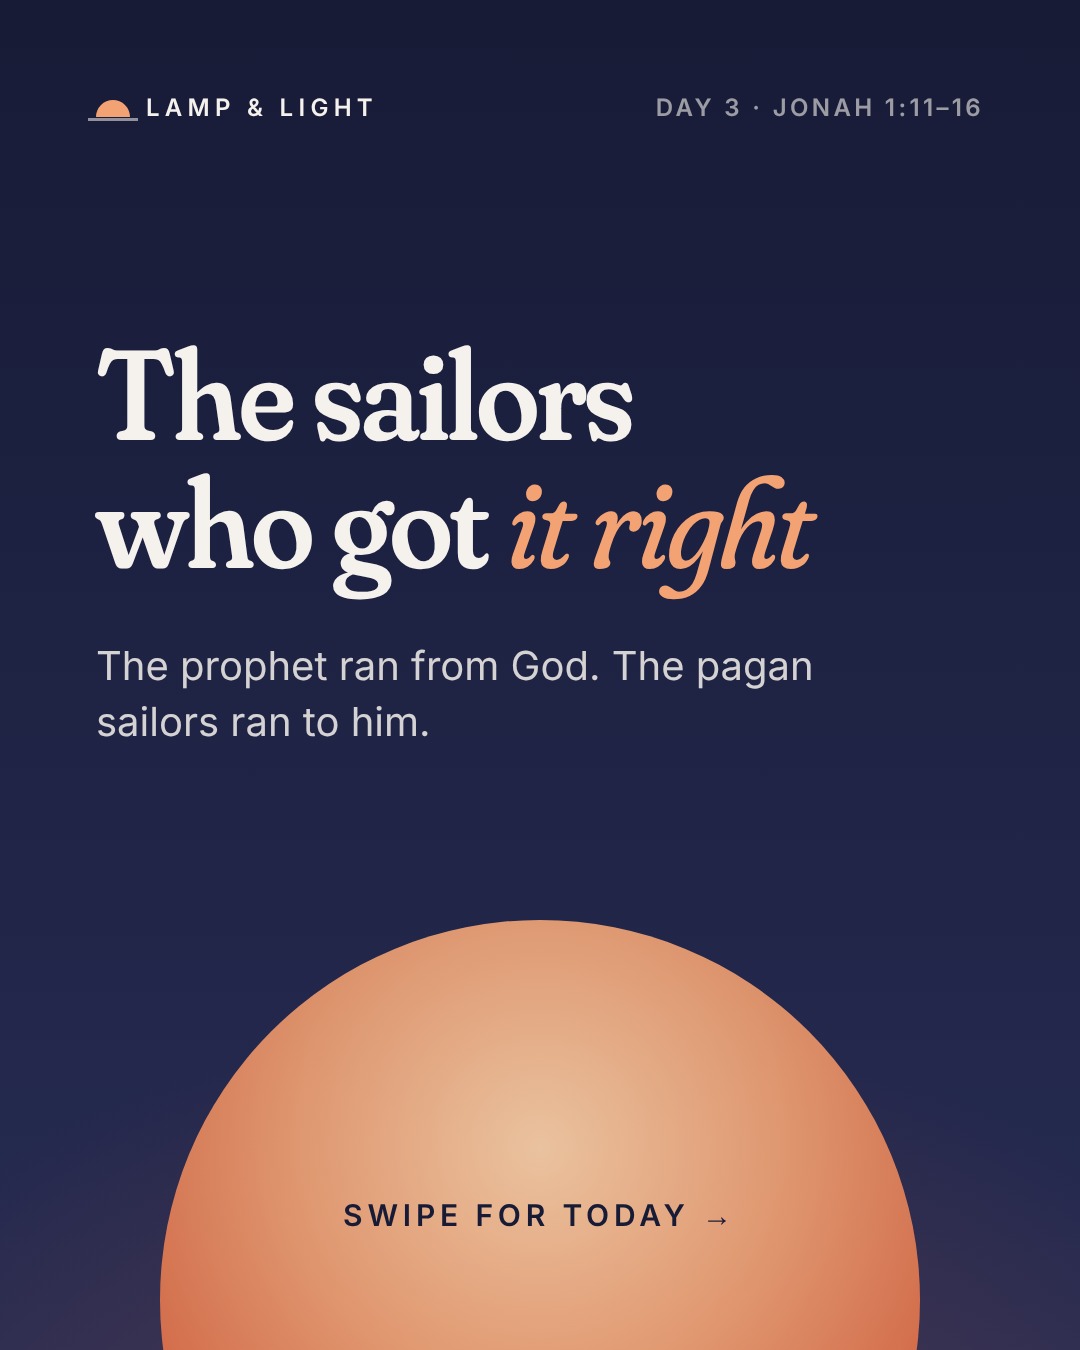 LAMP & LIGHT
DAY 3 · JONAH 1:11–16
The sailors
who got it right
The prophet ran from God. The pagan
sailors ran to him.
SWIPE FOR TODAY →